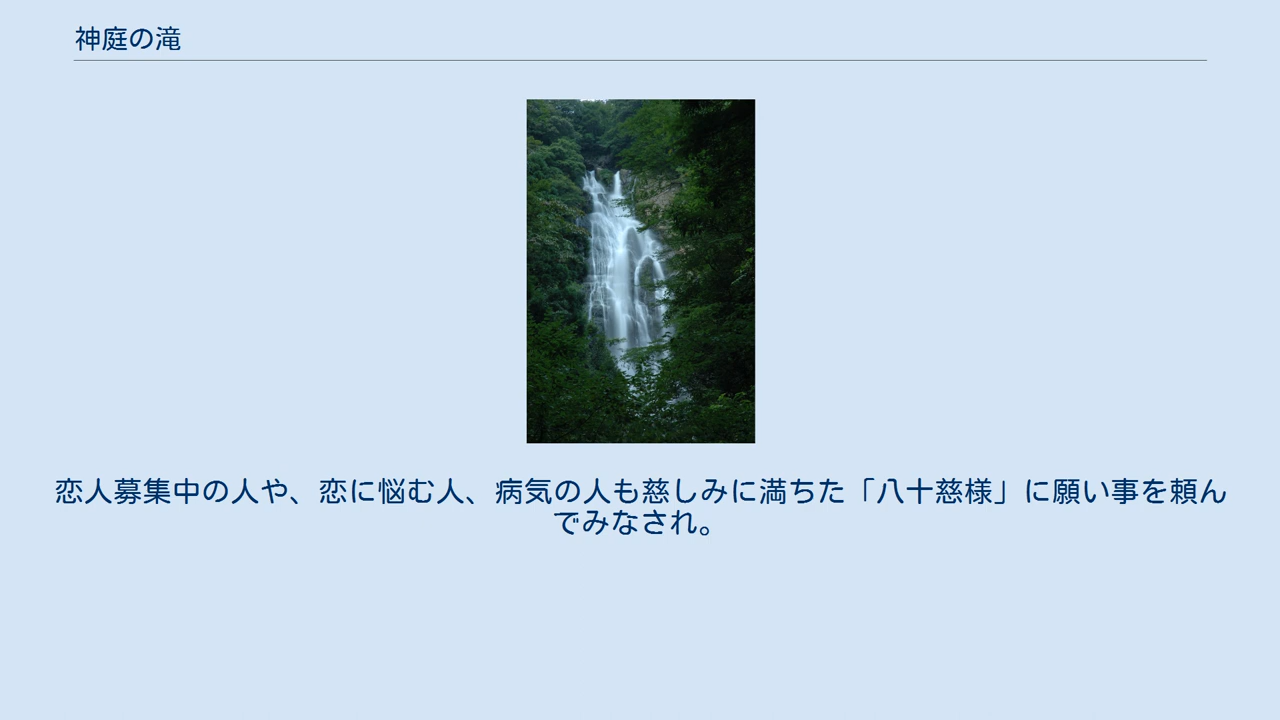 神庭の滝
恋人募集中の人や、恋に悩む人、病気の人も慈しみに満ちた「八十慈様」に願い事を頼ん
でみなされ。